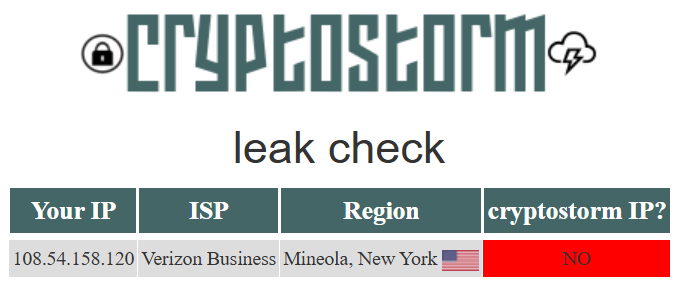 cryptostorm
leak check
Your IP ISP Region cryptostorm IP?
108.54.158.120 Verizon Business Mineola, New York NO